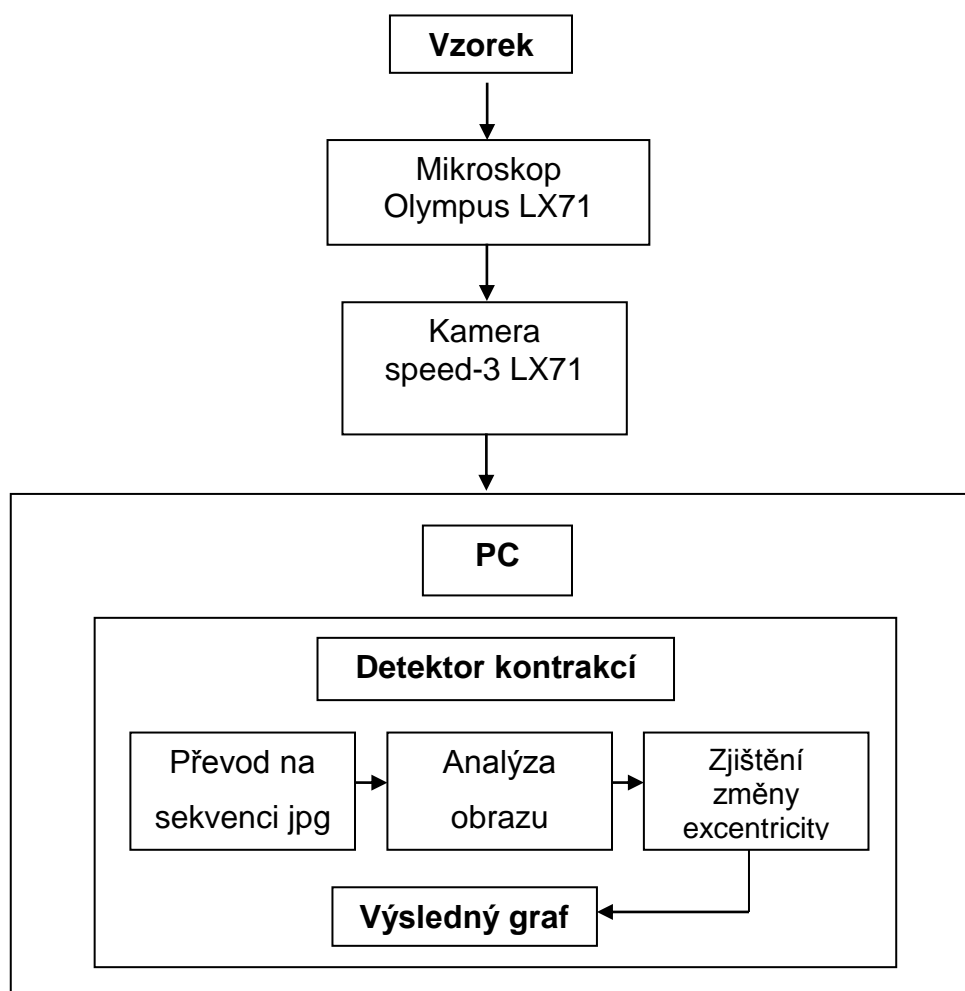 Vzorek
Mikroskop
Olympus LX71
Kamera
speed-3 LX71
PC
Detektor kontrakcí
Převod na
sekvenci jpg
Analýza
obrazu
Zjištění
změny
excentricity
Výsledný graf